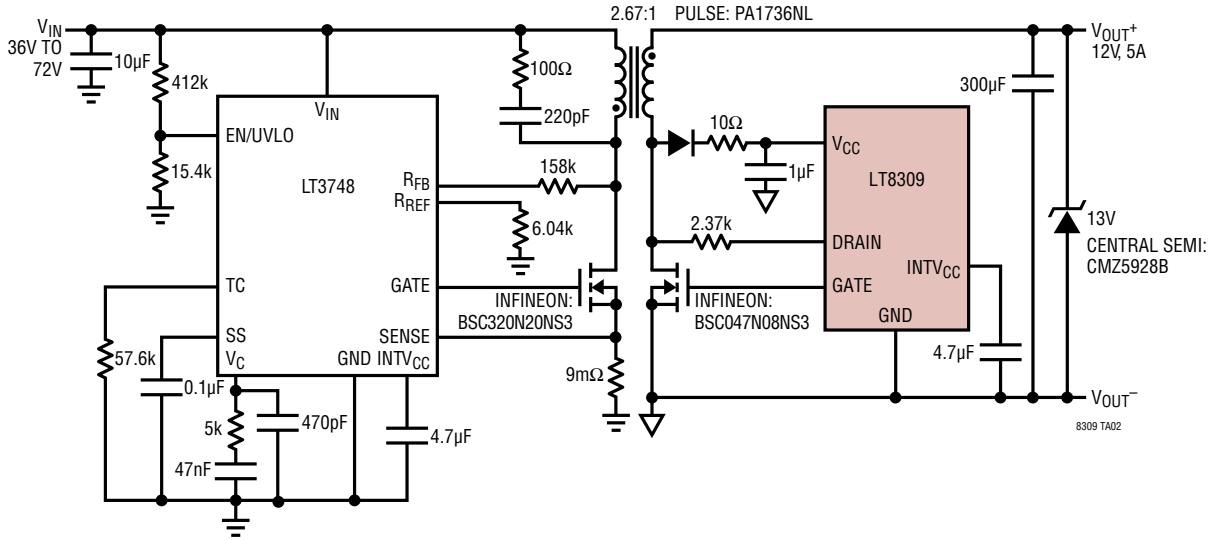 2.67:1 PULSE: PA1736NL
VIN
36V TO
72V
10µF
412k
15.4k
VIN
EN/UVLO
LT3748
RFB
RREF
TC
GATE
SS
SENSE
VC
GND INTVCC
100Ω
220pF
158k
6.04k
INFINEON:
BSC320N20NS3
9mΩ
57.6k
0.1µF
5k
470pF
47nF
4.7µF
10Ω
1µF
2.37k
INFINEON:
BSC047N08NS3
VCC
LT8309
DRAIN
INTVCC
GATE
GND
4.7µF
300µF
VOUT+
12V, 5A
13V
CENTRAL SEMI:
CMZ5928B
VOUT–
8309 TA02